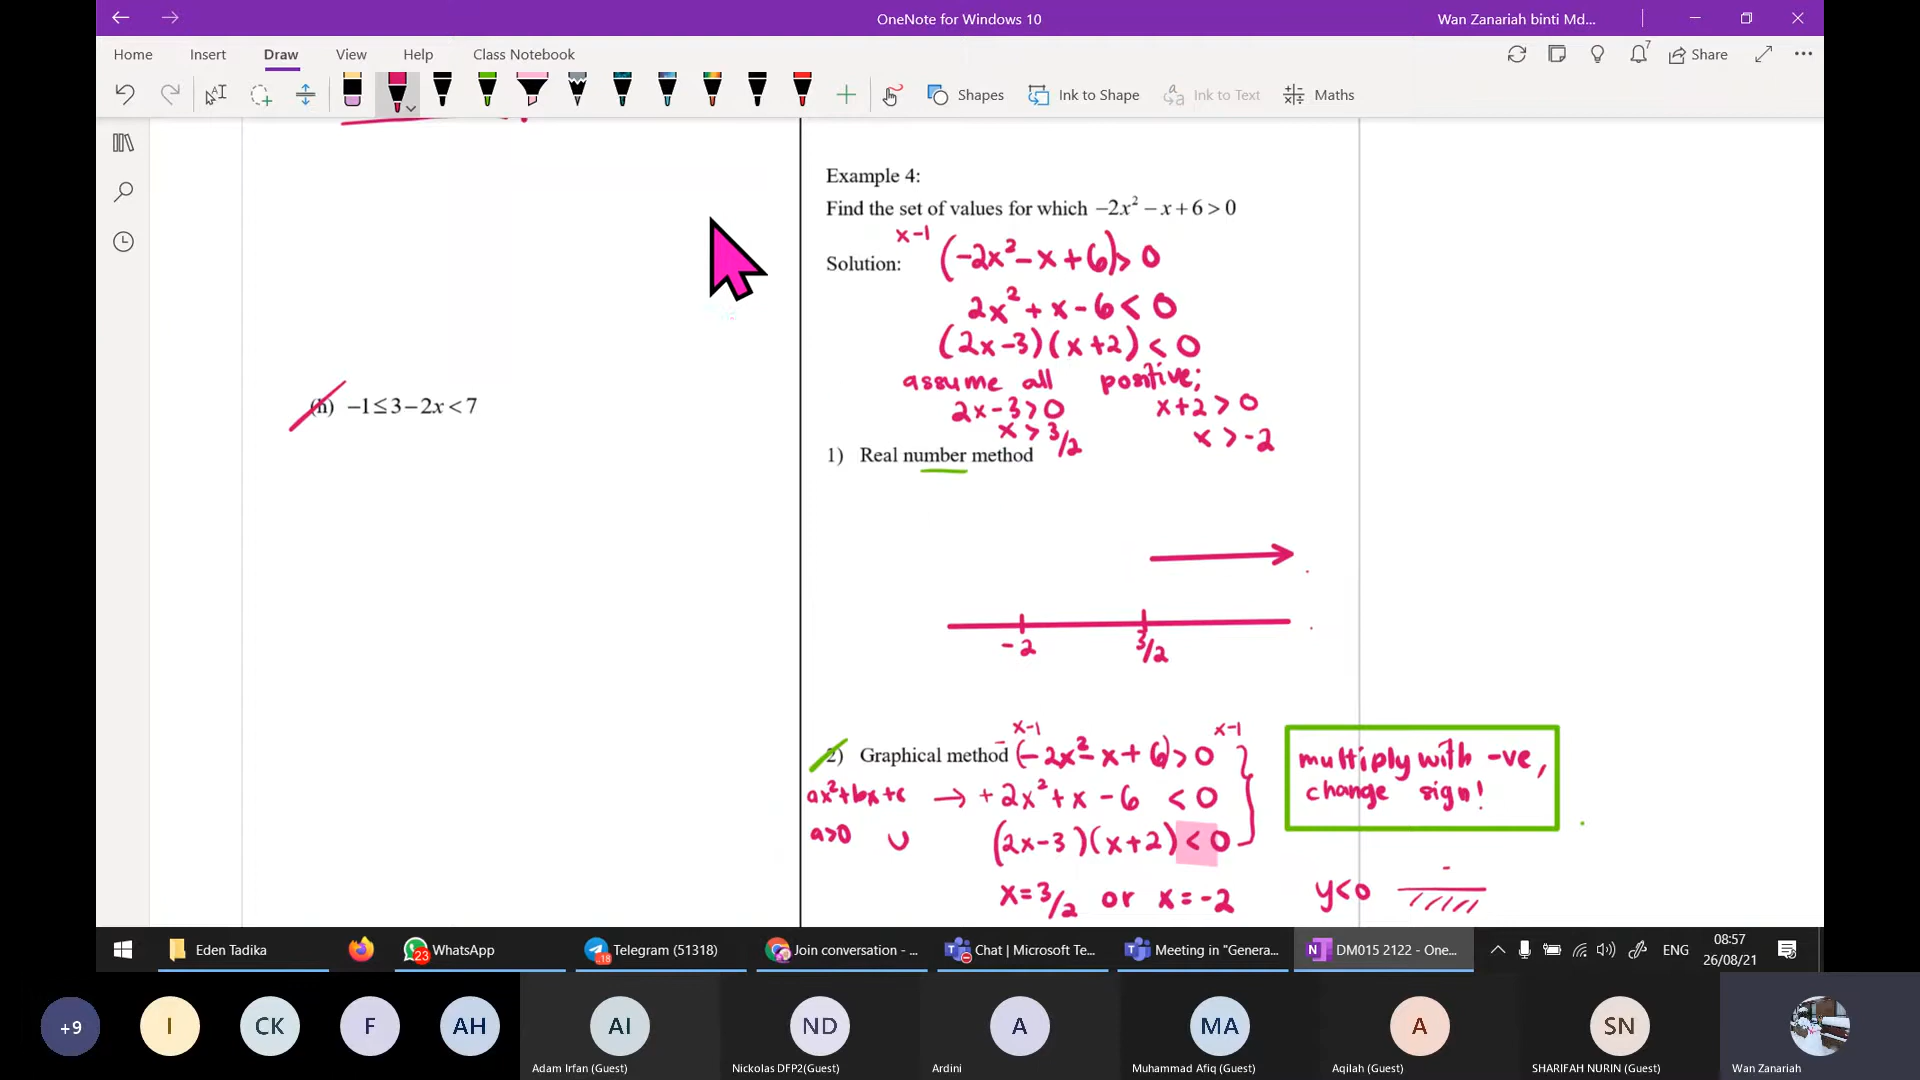 OneNote for Windows 10
Wan Zanariah binti Md...
Home Insert Draw View Help Class Notebook
7
Share
Shapes Ink to Shape Ink to Text Maths
(h) −1 ≤ 3 − 2x < 7
Example 4:
Find the set of values for which −2x² − x + 6 > 0
x−1
Solution: (−2x² − x + 6) > 0
2x² + x − 6 < 0
(2x − 3)(x + 2) < 0
assume all positive;
2x − 3 > 0 x + 2 > 0
x > 3/2 x > −2
1) Real number method
−2 3/2
x−1 x−1
2) Graphical method −(−2x² − x + 6) > 0
ax² + bx + c → + 2x² + x − 6 < 0
a>0 ∪ (2x − 3)(x + 2) < 0
x = 3/2 or x = −2
multiply with -ve,
change sign!
y<0 -
Eden Tadika
23 WhatsApp
18 Telegram (51318)
Join conversation - ...
Chat | Microsoft Te...
Meeting in "Genera...
DM015 2122 - One...
ENG
08:57
26/08/21
+9 I CK F AH AI ND A MA A SN
Adam Irfan (Guest) Nickolas DFP2(Guest) Ardini Muhammad Afiq (Guest) Aqilah (Guest) SHARIFAH NURIN (Guest) Wan Zanariah